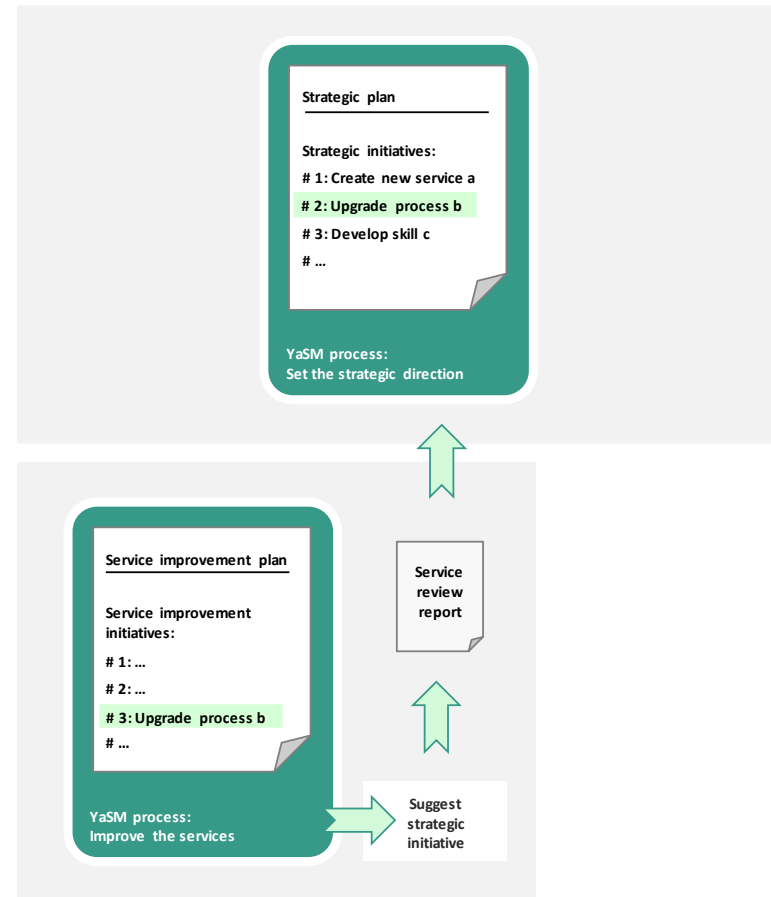 Strategic plan
Strategic initiatives:
# 1: Create new service a
# 2: Upgrade process b
# 3: Develop skill c
# ...
YaSM process:
Set the strategic direction
Service improvement plan
Service improvement
initiatives:
# 1: ...
# 2: ...
# 3: Upgrade process b
# ...
YaSM process:
Improve the services
Service
review
report
Suggest
strategic
initiative